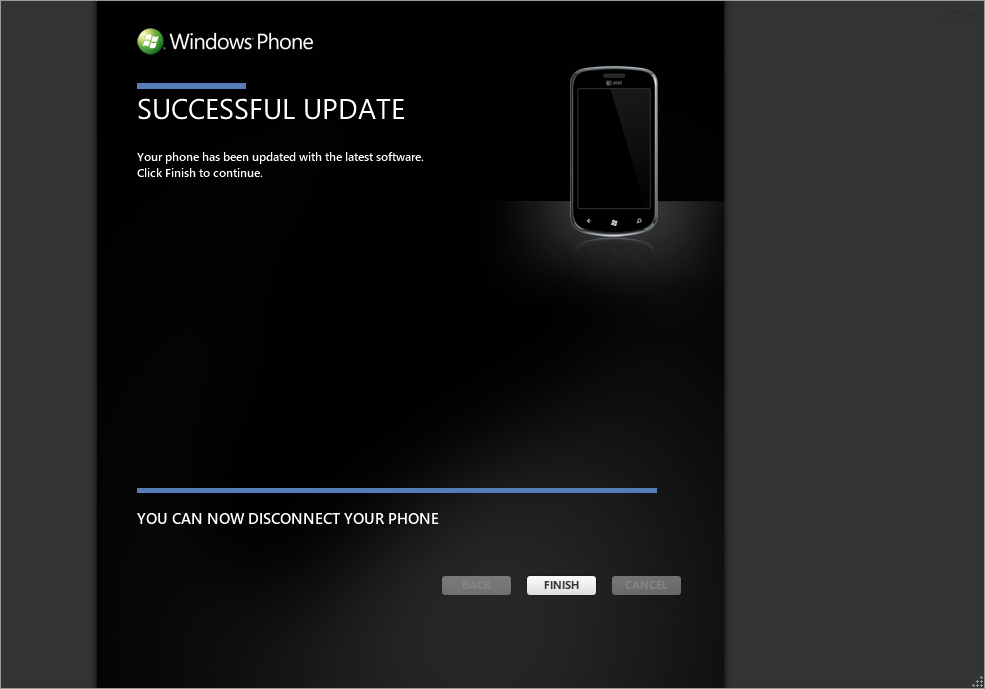 Windows Phone
SUCCESSFUL UPDATE
at&t
Your phone has been updated with the latest software.
Click Finish to continue.
YOU CAN NOW DISCONNECT YOUR PHONE
BACK
FINISH
CANCEL